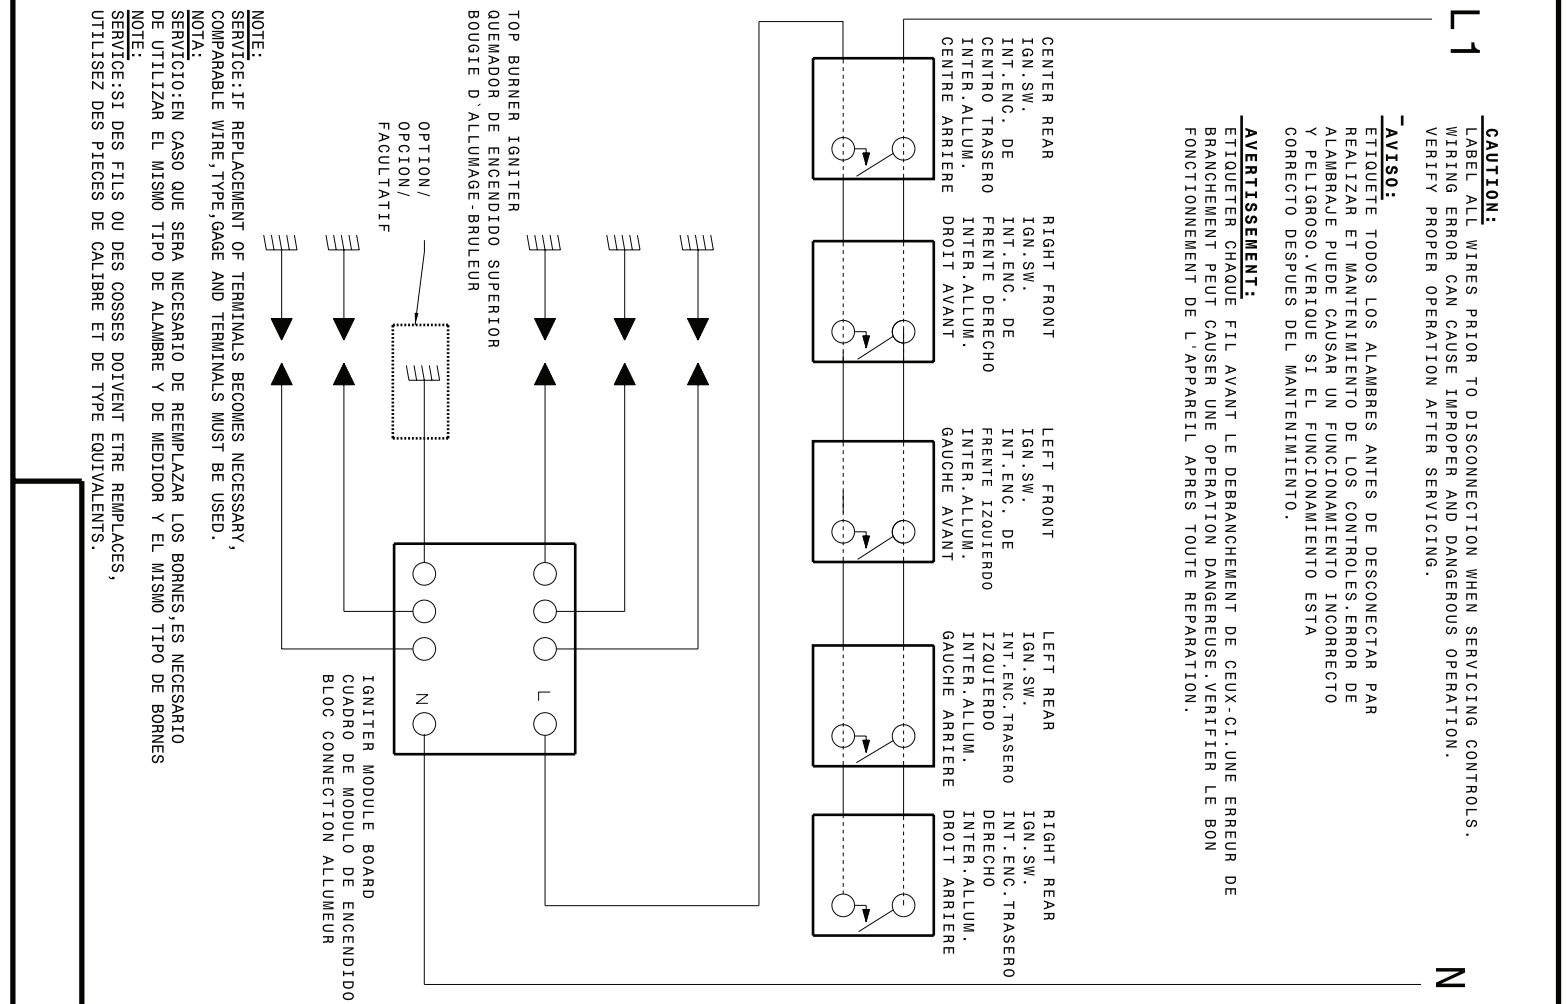 L1
CAUTION:
LABEL ALL WIRES PRIOR TO DISCONNECTION WHEN SERVICING CONTROLS.
WIRING ERROR CAN CAUSE IMPROPER AND DANGEROUS OPERATION.
VERIFY PROPER OPERATION AFTER SERVICING.
AVISO:
ETIQUETE TODOS LOS ALAMBRES ANTES DE DESCONECTAR PAR
REALIZAR ET MANTENIMIENTO DE LOS CONTROLES.ERROR DE
ALAMBRAJE PUEDE CAUSAR UN FUNCIONAMIENTO INCORRECTO
Y PELIGROSO.VERIQUE SI EL FUNCIONAMIENTO ESTA
CORRECTO DESPUES DEL MANTENIMIENTO.
AVERTISSEMENT:
ETIQUETER CHAQUE FIL AVANT LE DEBRANCHEMENT DE CEUX-CI.UNE ERREUR DE
BRANCHEMENT PEUT CAUSER UNE OPERATION DANGEREUSE.VERIFIER LE BON
FONCTIONNEMENT DE L'APPAREIL APRES TOUTE REPARATION.
N
CENTER REAR
IGN.SW.
INT.ENC. DE
CENTRO TRASERO
INTER.ALLUM.
CENTRE ARRIERE
RIGHT FRONT
IGN.SW.
INT.ENC. DE
FRENTE DERECHO
INTER.ALLUM.
DROIT AVANT
LEFT FRONT
IGN.SW.
INT.ENC. DE
FRENTE IZQUIERDO
INTER.ALLUM.
GAUCHE AVANT
LEFT REAR
IGN.SW.
INT.ENC.TRASERO
IZQUIERDO
INTER.ALLUM.
GAUCHE ARRIERE
RIGHT REAR
IGN.SW.
INT.ENC.TRASERO
DERECHO
INTER.ALLUM.
DROIT ARRIERE
TOP BURNER IGNITER
QUEMADOR DE ENCENDIDO SUPERIOR
BOUGIE D`ALLUMAGE-BRULEUR
OPTION/
OPCION/
FACULTATIF
L
N
IGNITER MODULE BOARD
CUADRO DE MODULO DE ENCENDIDO
BLOC CONNECTION ALLUMEUR
NOTE:
SERVICE:IF REPLACEMENT OF TERMINALS BECOMES NECESSARY,
COMPARABLE WIRE,TYPE,GAGE AND TERMINALS MUST BE USED.
NOTA:
SERVICIO:EN CASO QUE SERA NECESARIO DE REEMPLAZAR LOS BORNES,ES NECESARIO
DE UTILIZAR EL MISMO TIPO DE ALAMBRE Y DE MEDIDOR Y EL MISMO TIPO DE BORNES
NOTE:
SERVICE:SI DES FILS OU DES COSSES DOIVENT ETRE REMPLACES,
UTILISEZ DES PIECES DE CALIBRE ET DE TYPE EQUIVALENTS.